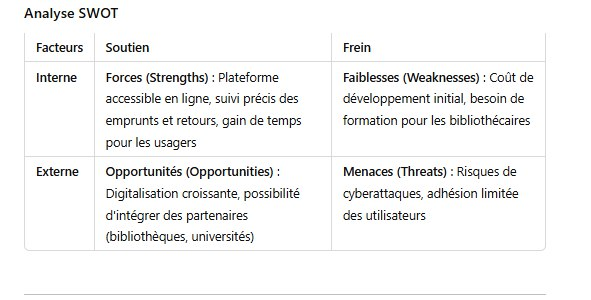 Analyse SWOT
Facteurs Soutien Frein
Interne Forces (Strengths) : Plateforme
accessible en ligne, suivi précis des
emprunts et retours, gain de temps
pour les usagers
Faiblesses (Weaknesses) : Coût de
développement initial, besoin de
formation pour les bibliothécaires
Externe Opportunités (Opportunities) :
Digitalisation croissante, possibilité
d'intégrer des partenaires
(bibliothèques, universités)
Menaces (Threats) : Risques de
cyberattaques, adhésion limitée
des utilisateurs